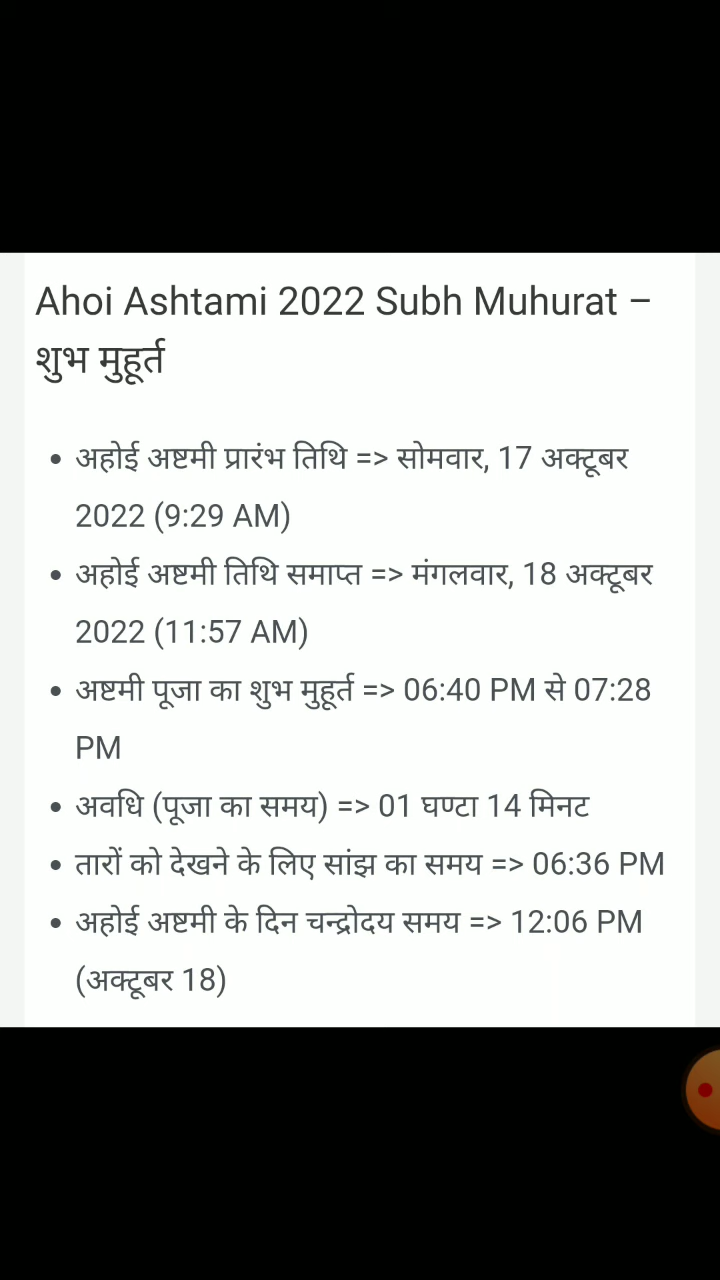 Ahoi Ashtami 2022 Subh Muhurat –
शुभ मुहूर्त
• अहोई अष्टमी प्रारंभ तिथि => सोमवार, 17 अक्टूबर
2022 (9:29 AM)
• अहोई अष्टमी तिथि समाप्त => मंगलवार, 18 अक्टूबर
2022 (11:57 AM)
• अष्टमी पूजा का शुभ मुहूर्त => 06:40 PM से 07:28
PM
• अवधि (पूजा का समय) => 01 घण्टा 14 मिनट
• तारों को देखने के लिए सांझ का समय => 06:36 PM
• अहोई अष्टमी के दिन चन्द्रोदय समय => 12:06 PM
(अक्टूबर 18)